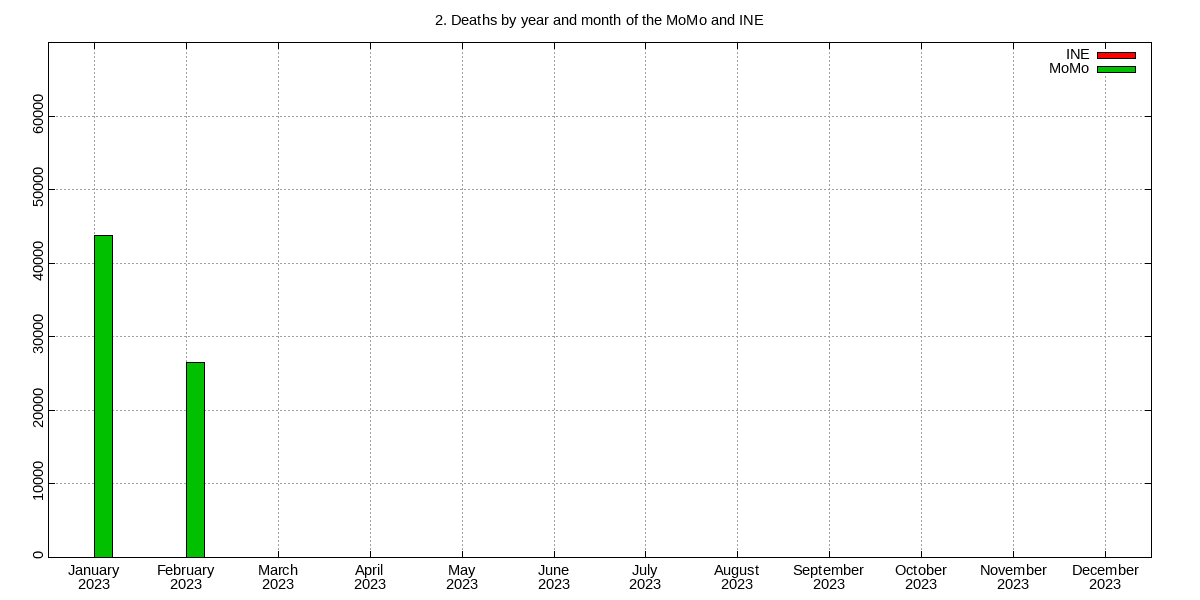 2. Deaths by year and month of the MoMo and INE
INE
MoMo
60000
50000
40000
30000
20000
10000
0
January February March April May June July August September October November December
2023 2023 2023 2023 2023 2023 2023 2023 2023 2023 2023 2023